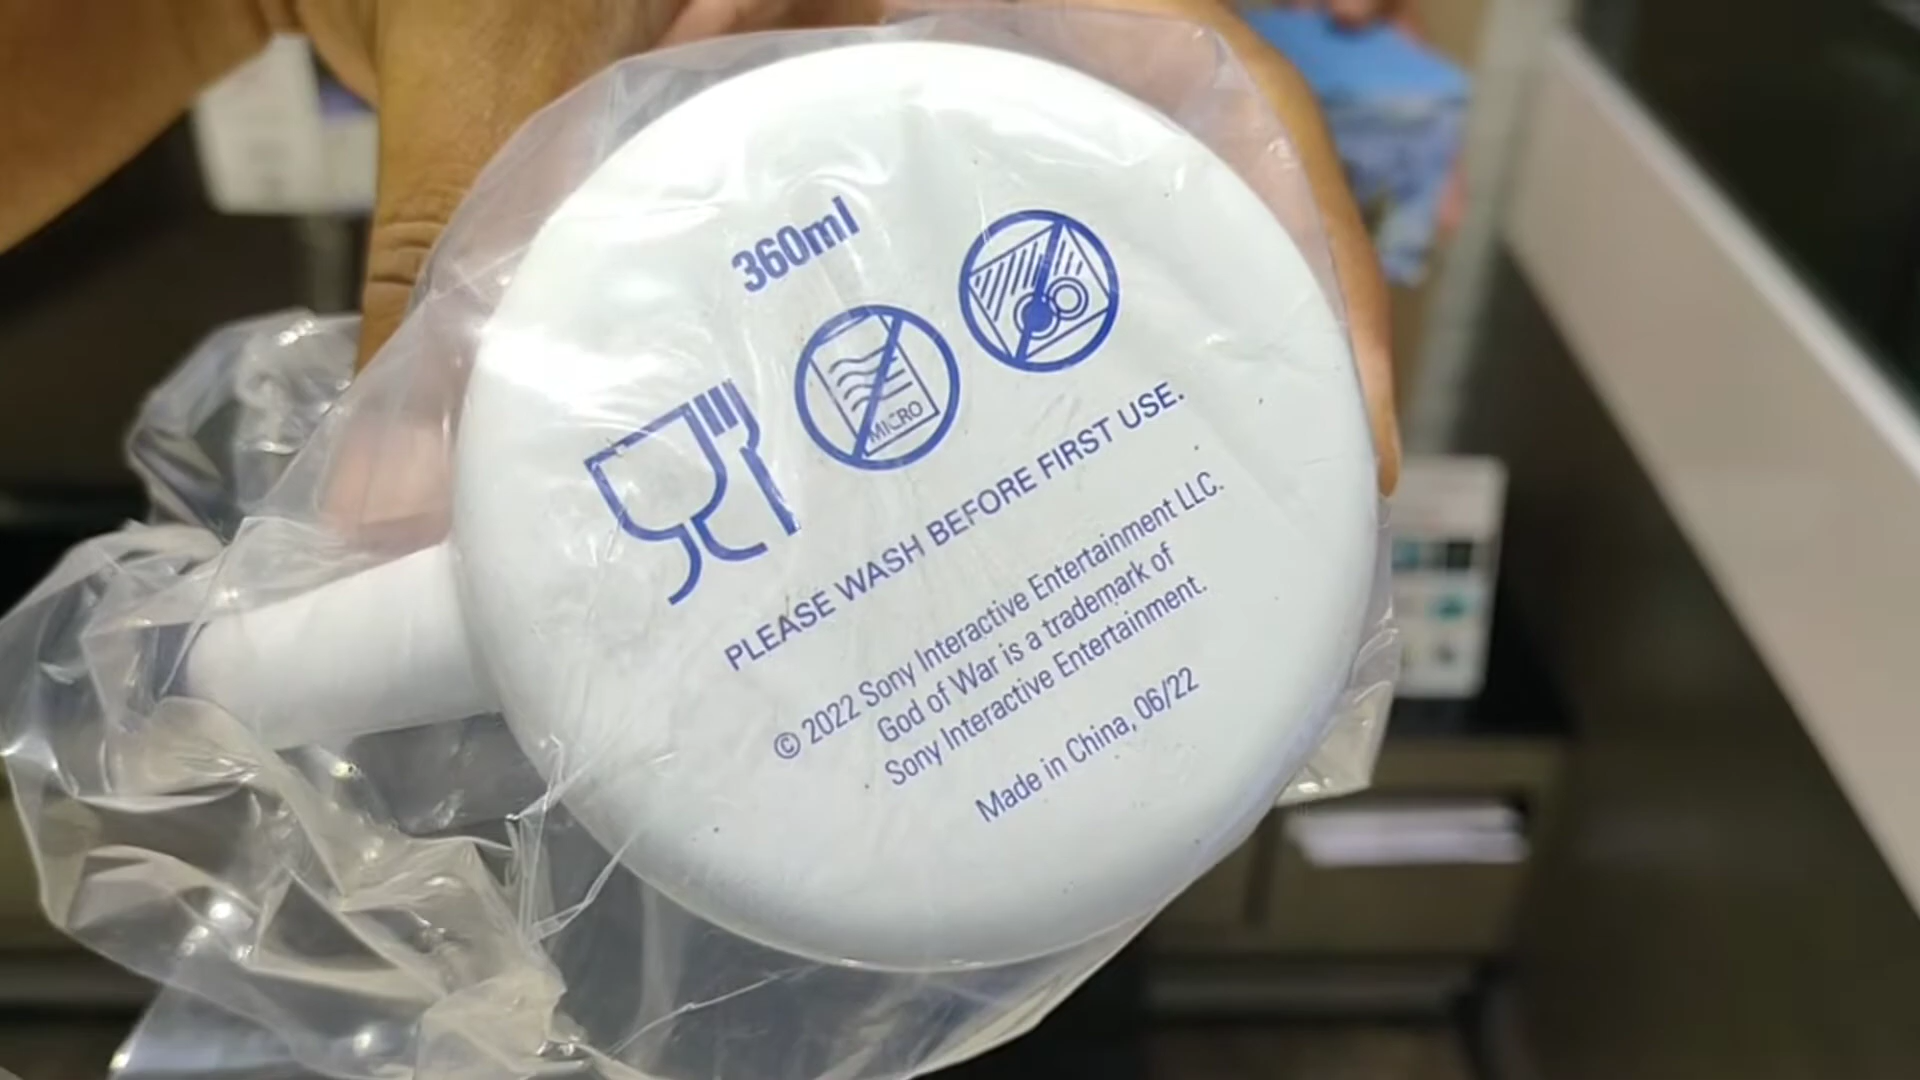 360ml
MICRO
PLEASE WASH BEFORE FIRST USE.
© 2022 Sony Interactive Entertainment LLC.
God of War is a trademark of
Sony Interactive Entertainment.
Made in China, 06/22